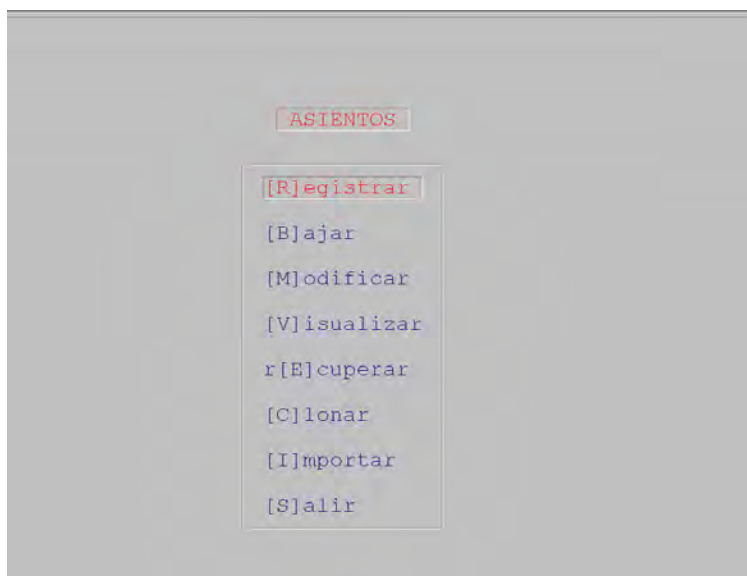 ASIENTOS
[R]egistrar
[B]ajar
[M]odificar
[V]isualizar
r[E]cuperar
[C]lonar
[I]mportar
[S]alir